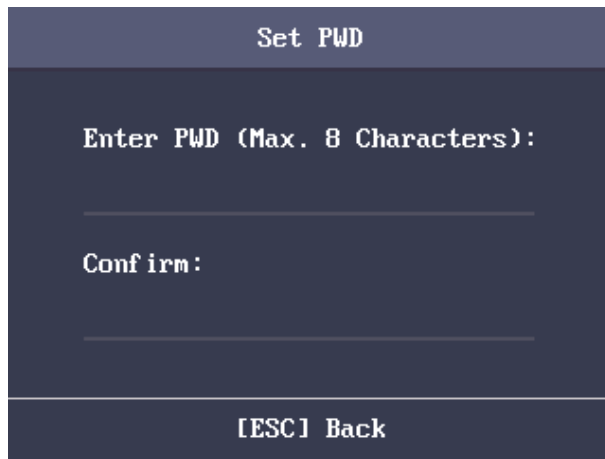 Set PWD
Enter PWD (Max. 8 Characters):
Confirm:
[ESC] Back